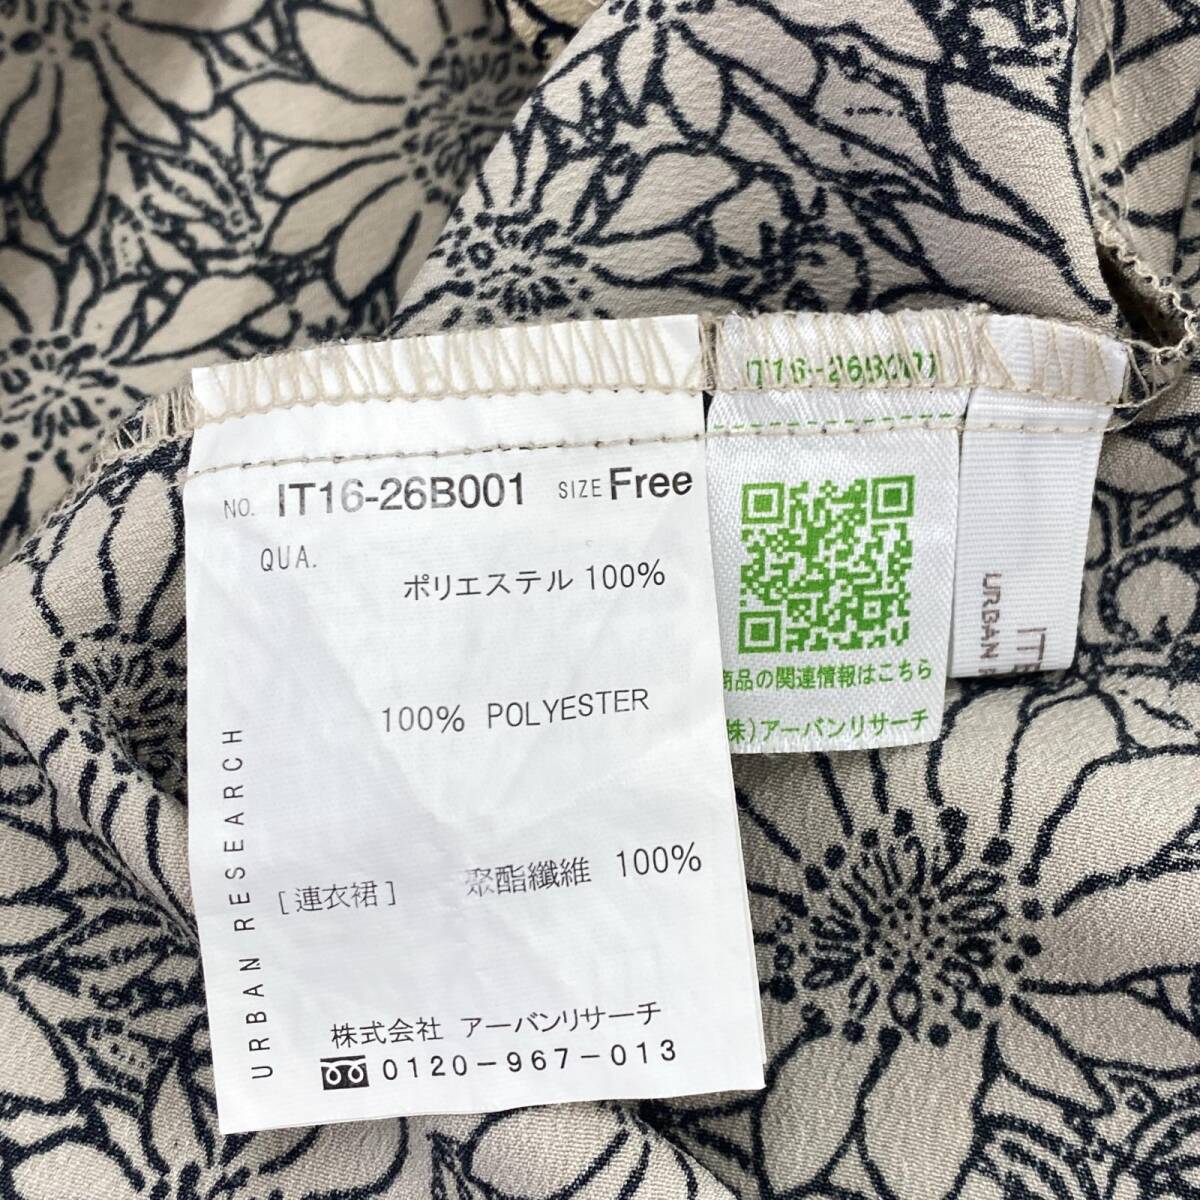 NO. IT16-26B001 SIZE Free
QUA.
ポリエステル 100%
100% POLYESTER
[連衣裙] 聚酯纖維 100%
URBAN RESEARCH
株式会社 アーバンリサーチ
0120-967-013
IT16-26B001
商品の関連情報はこちら
(株)アーバンリサーチ
URBAN